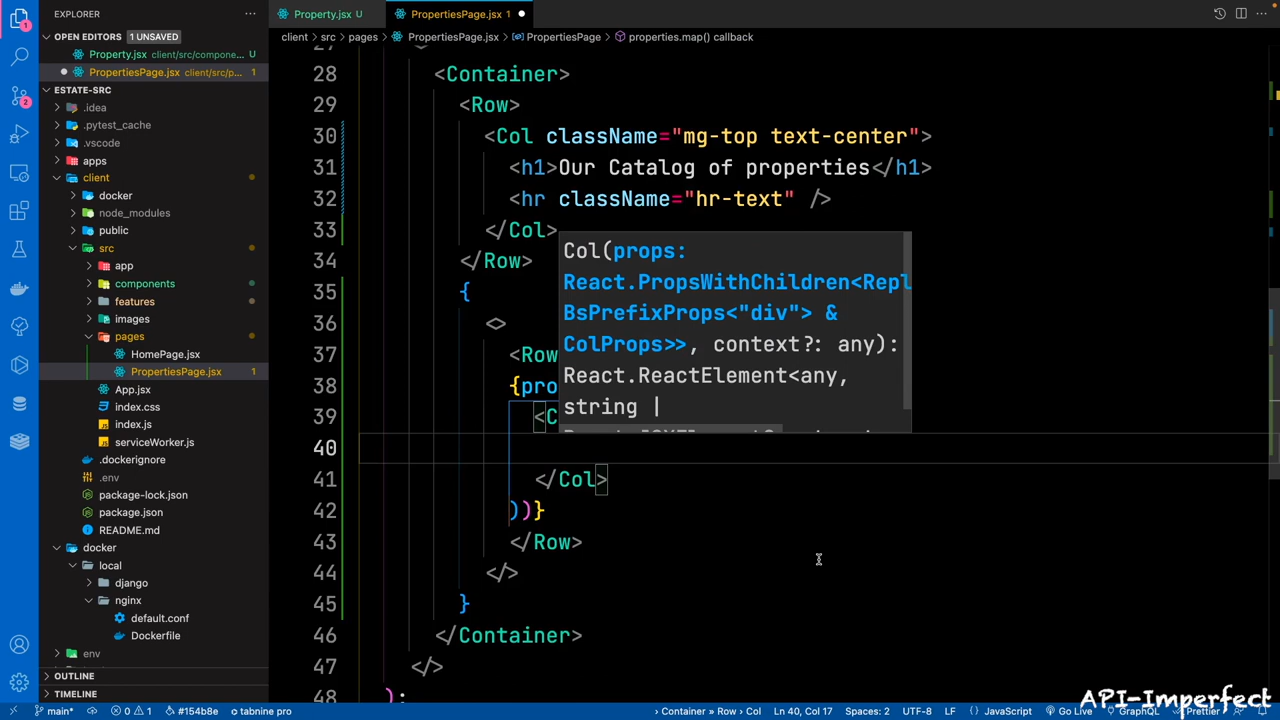 EXPLORER
OPEN EDITORS 1 UNSAVED
Property.jsx client/src/compone... U
PropertiesPage.jsx client/src/p... 1
ESTATE-SRC
.idea
.pytest_cache
.vscode
apps
client
docker
node_modules
public
src
app
components
features
images
pages
HomePage.jsx
PropertiesPage.jsx 1
App.jsx
index.css
index.js
serviceWorker.js
.dockerignore
.env
package-lock.json
package.json
README.md
docker
local
django
nginx
default.conf
Dockerfile
env
OUTLINE
TIMELINE
Property.jsx U
PropertiesPage.jsx 1
client > src > pages > PropertiesPage.jsx > PropertiesPage > properties.map() callback
28 <Container>
29 <Row>
30 <Col className="mg-top text-center">
31 <h1>Our Catalog of properties</h1>
32 <hr className="hr-text" />
33 </Col>
34 </Row>
35 {
36 <>
37 <Row
38 {pro
39 <C
40
41 </Col>
42 ))}
43 </Row>
44 </>
45 }
46 </Container>
47 </>
48 );
Col(props:
React.PropsWithChildren<Repl
BsPrefixProps<"div"> &
ColProps>>, context?: any):
React.ReactElement<any,
string |
API-Imperfect
main* 0 1 #154b8e tabnine pro › Container » Row › Col Ln 40, Col 17 Spaces: 2 UTF-8 LF JavaScript Go Live GraphQL Prettier